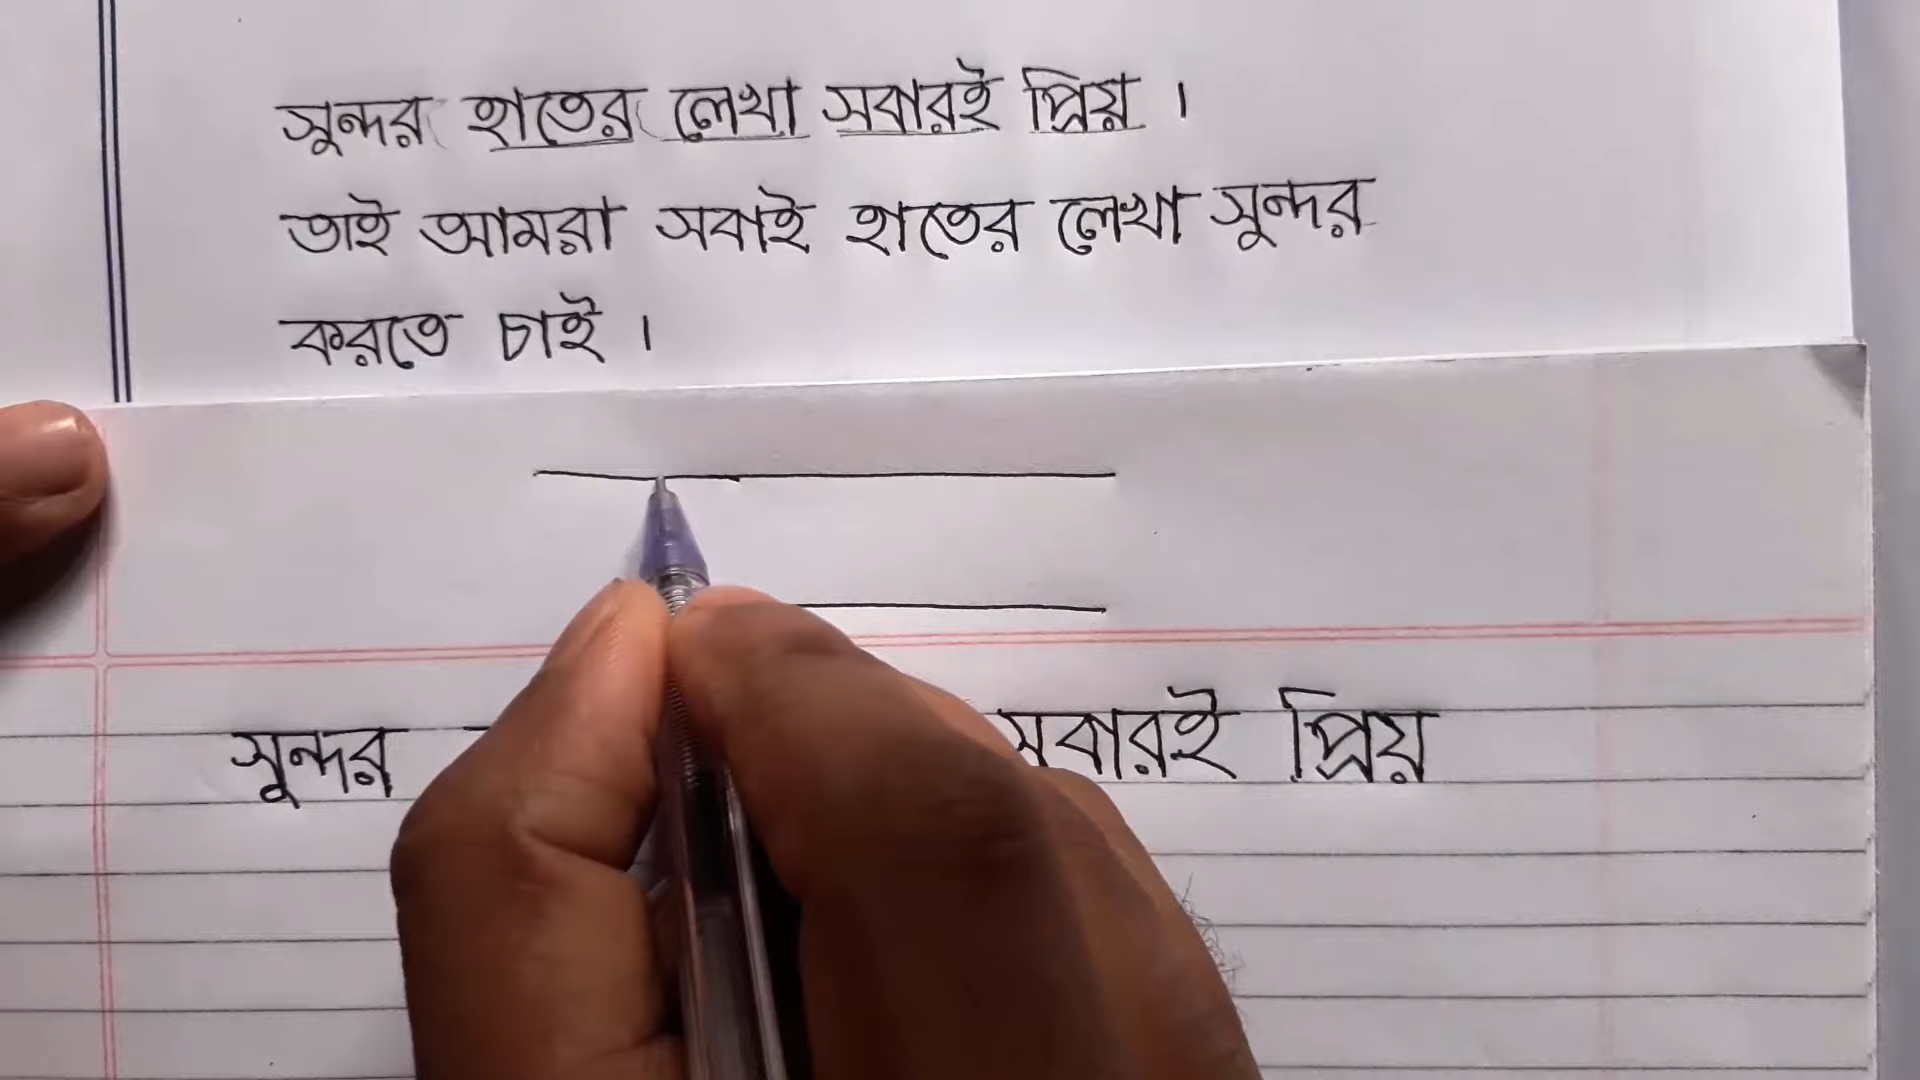 সুন্দর হাতের লেখা সবারই প্রিয় ।
তাই আমরা সবাই হাতের লেখা সুন্দর
করতে চাই ।
সুন্দর সবারই প্রিয়